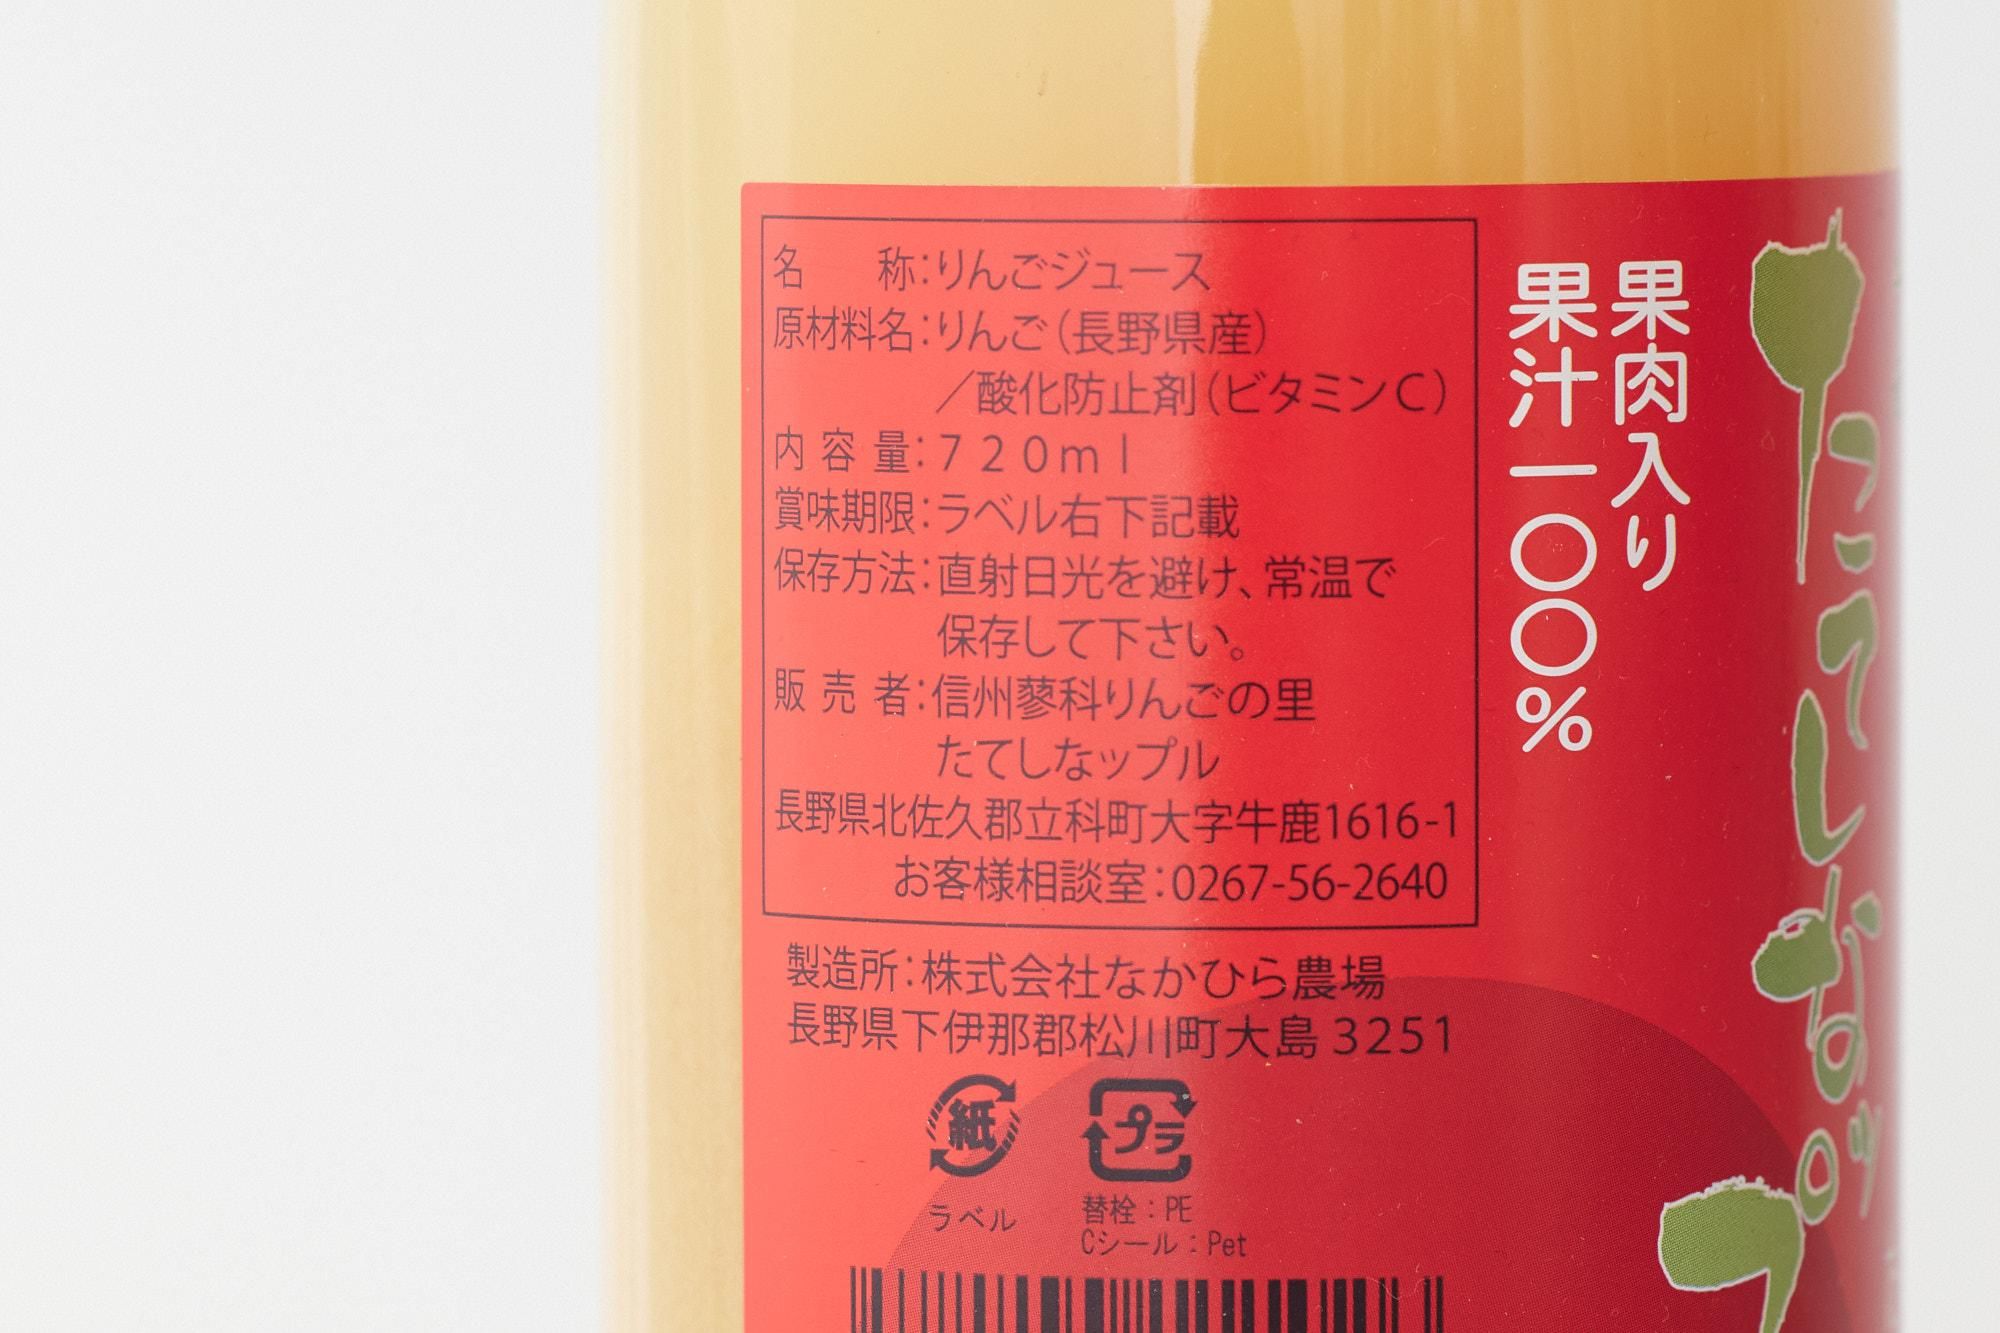 名　　称：りんごジュース
原材料名：りんご（長野県産）
／酸化防止剤（ビタミンＣ）
内 容 量：７２０ｍｌ
賞味期限：ラベル右下記載
保存方法：直射日光を避け、常温で
保存して下さい。
販 売 者：信州蓼科りんごの里
たてしなップル
長野県北佐久郡立科町大字牛鹿1616-1
お客様相談室：0267-56-2640
製造所：株式会社なかひら農場
長野県下伊那郡松川町大島３２５１
紙
プラ
ラベル
替栓：PE
Cシール：Pet
果肉入り
果汁一〇〇％
たてしなップ